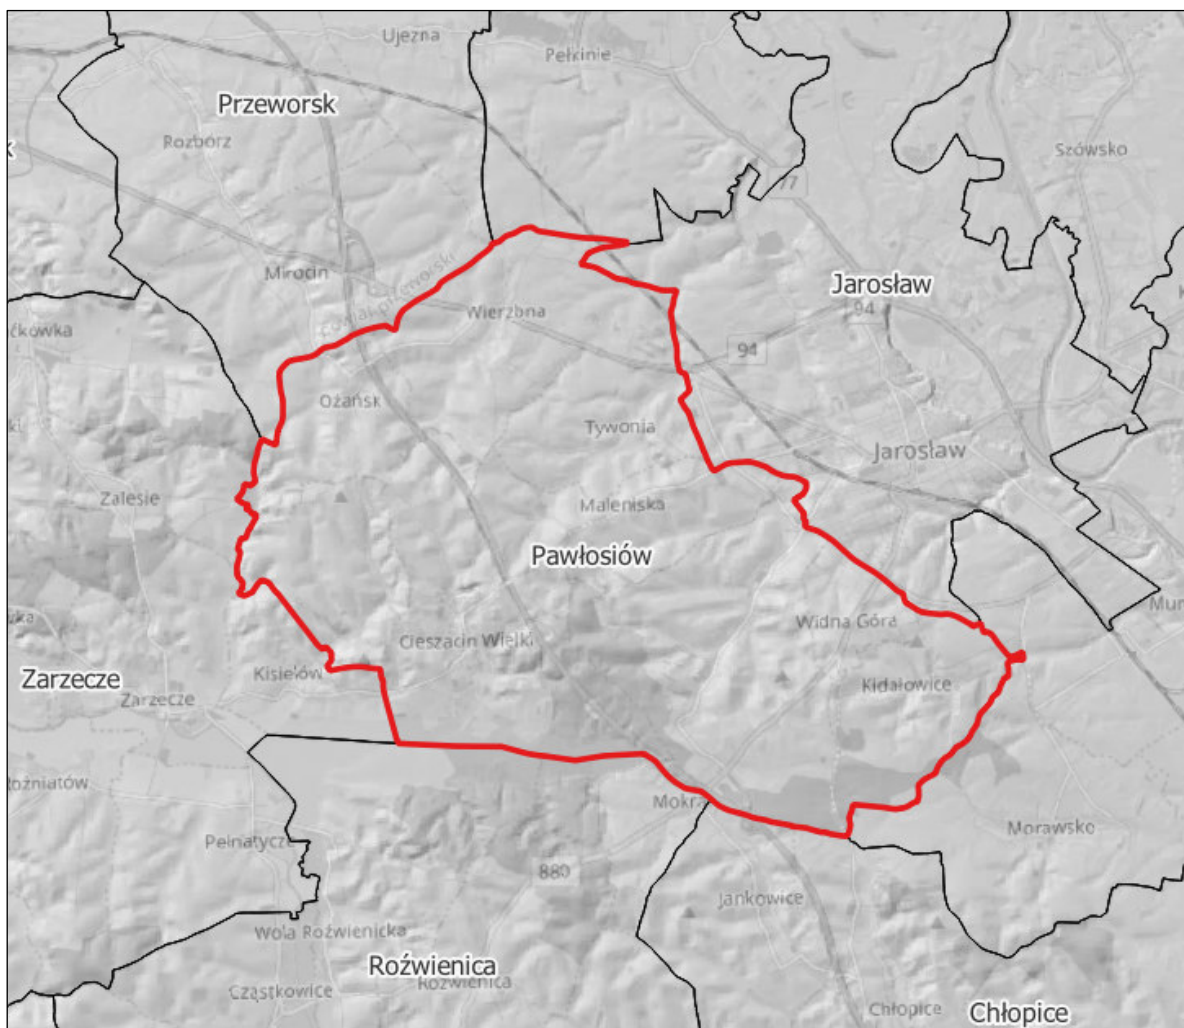 Ujezna
Pełkinie
Przeworsk
Rozbórz
Szówsko
77
Mirocin
Jarosław
94
Wierzbna
94
Ożańsk
Tywonia
Jarosław
Zalesie
Maleniska
Pawłosiów
Widna Góra
Cieszacin Wielki
Kisielów
Kidałowice
Zarzecze
Zarzecze
Mokra
Morawsko
880
Jankowice
Wola Roźwienicka
Roźwienica
Roźwienica
Cząstkowice
Chłopice
Chłopice